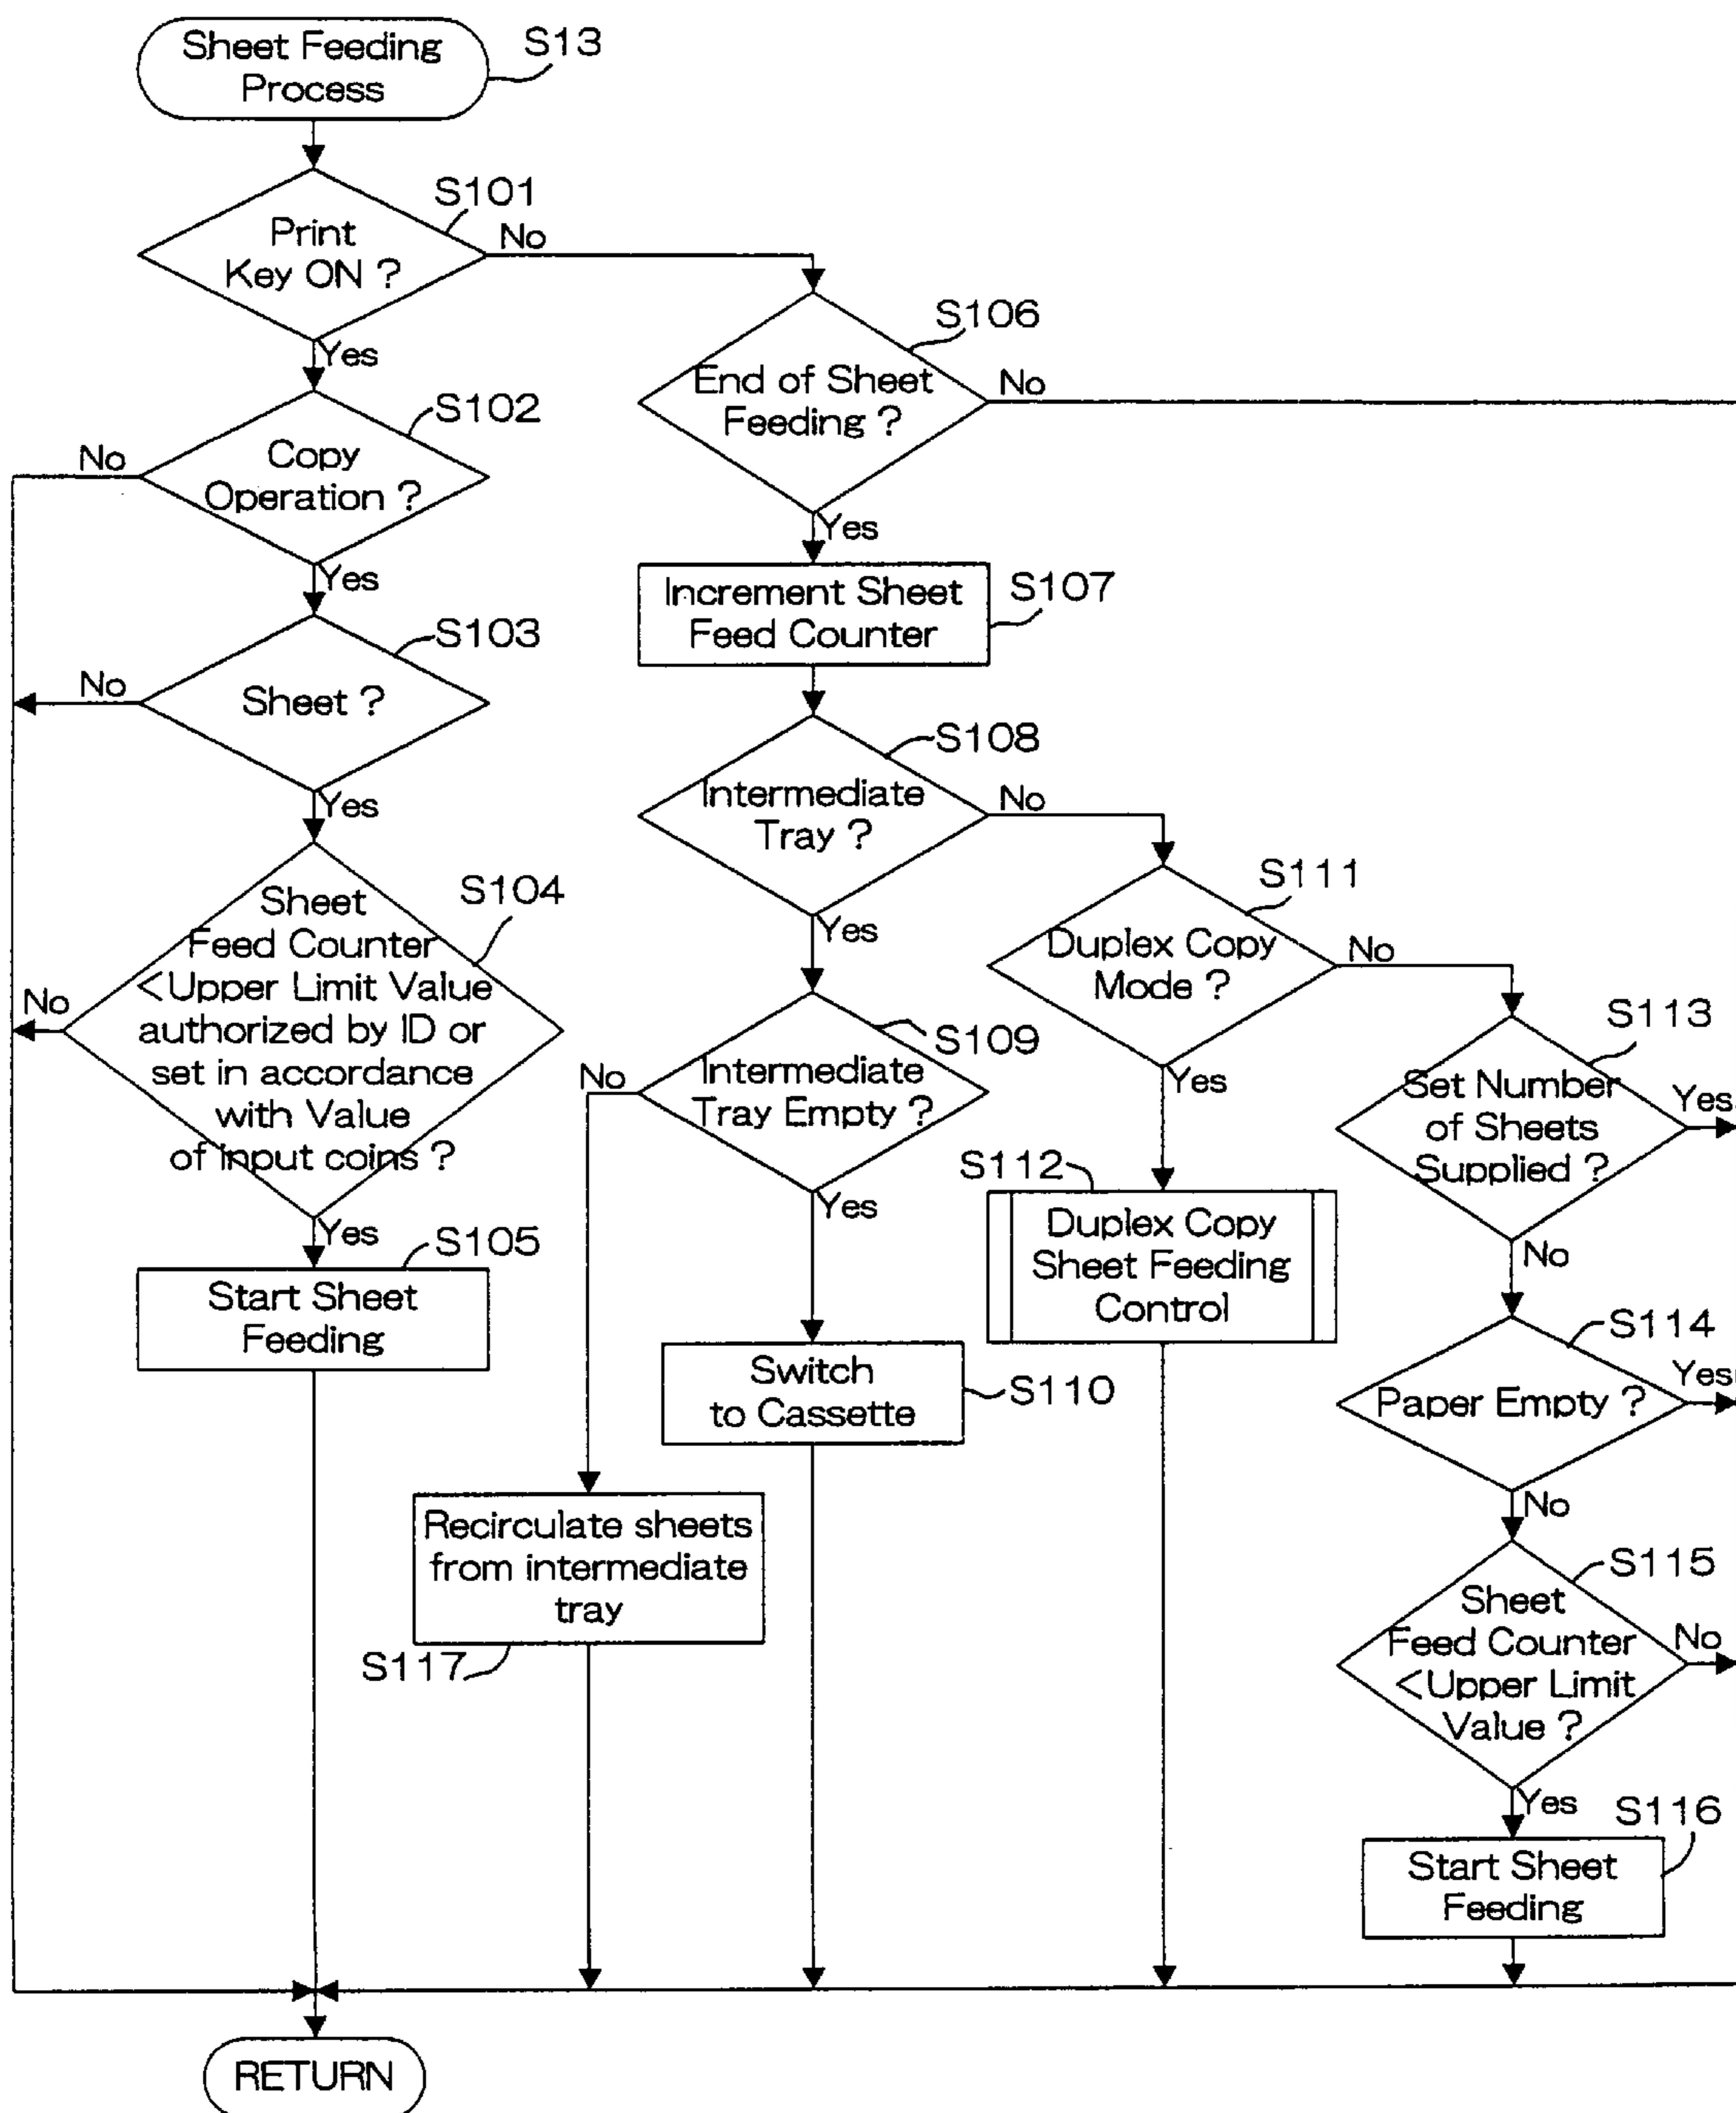 Sheet Feeding
Process
S13
Print
Key ON ?
S101
No
Yes
Copy
Operation ?
S102
No
Yes
Sheet ?
S103
No
Yes
Sheet
Feed Counter
<Upper Limit Value
authorized by ID or
set in accordance
with Value
of input coins ?
S104
No
Yes
Start Sheet
Feeding
S105
End of Sheet
Feeding ?
S106
No
Yes
Increment Sheet
Feed Counter
S107
Intermediate
Tray ?
S108
No
Yes
Intermediate
Tray Empty ?
S109
No
Yes
Switch
to Cassette
S110
Recirculate sheets
from intermediate
tray
S117
Duplex Copy
Mode ?
S111
No
Yes
Duplex Copy
Sheet Feeding
Control
S112
Set Number
of Sheets
Supplied ?
S113
Yes
No
Paper Empty ?
S114
Yes
No
Sheet
Feed Counter
<Upper Limit
Value ?
S115
No
Yes
Start Sheet
Feeding
S116
RETURN